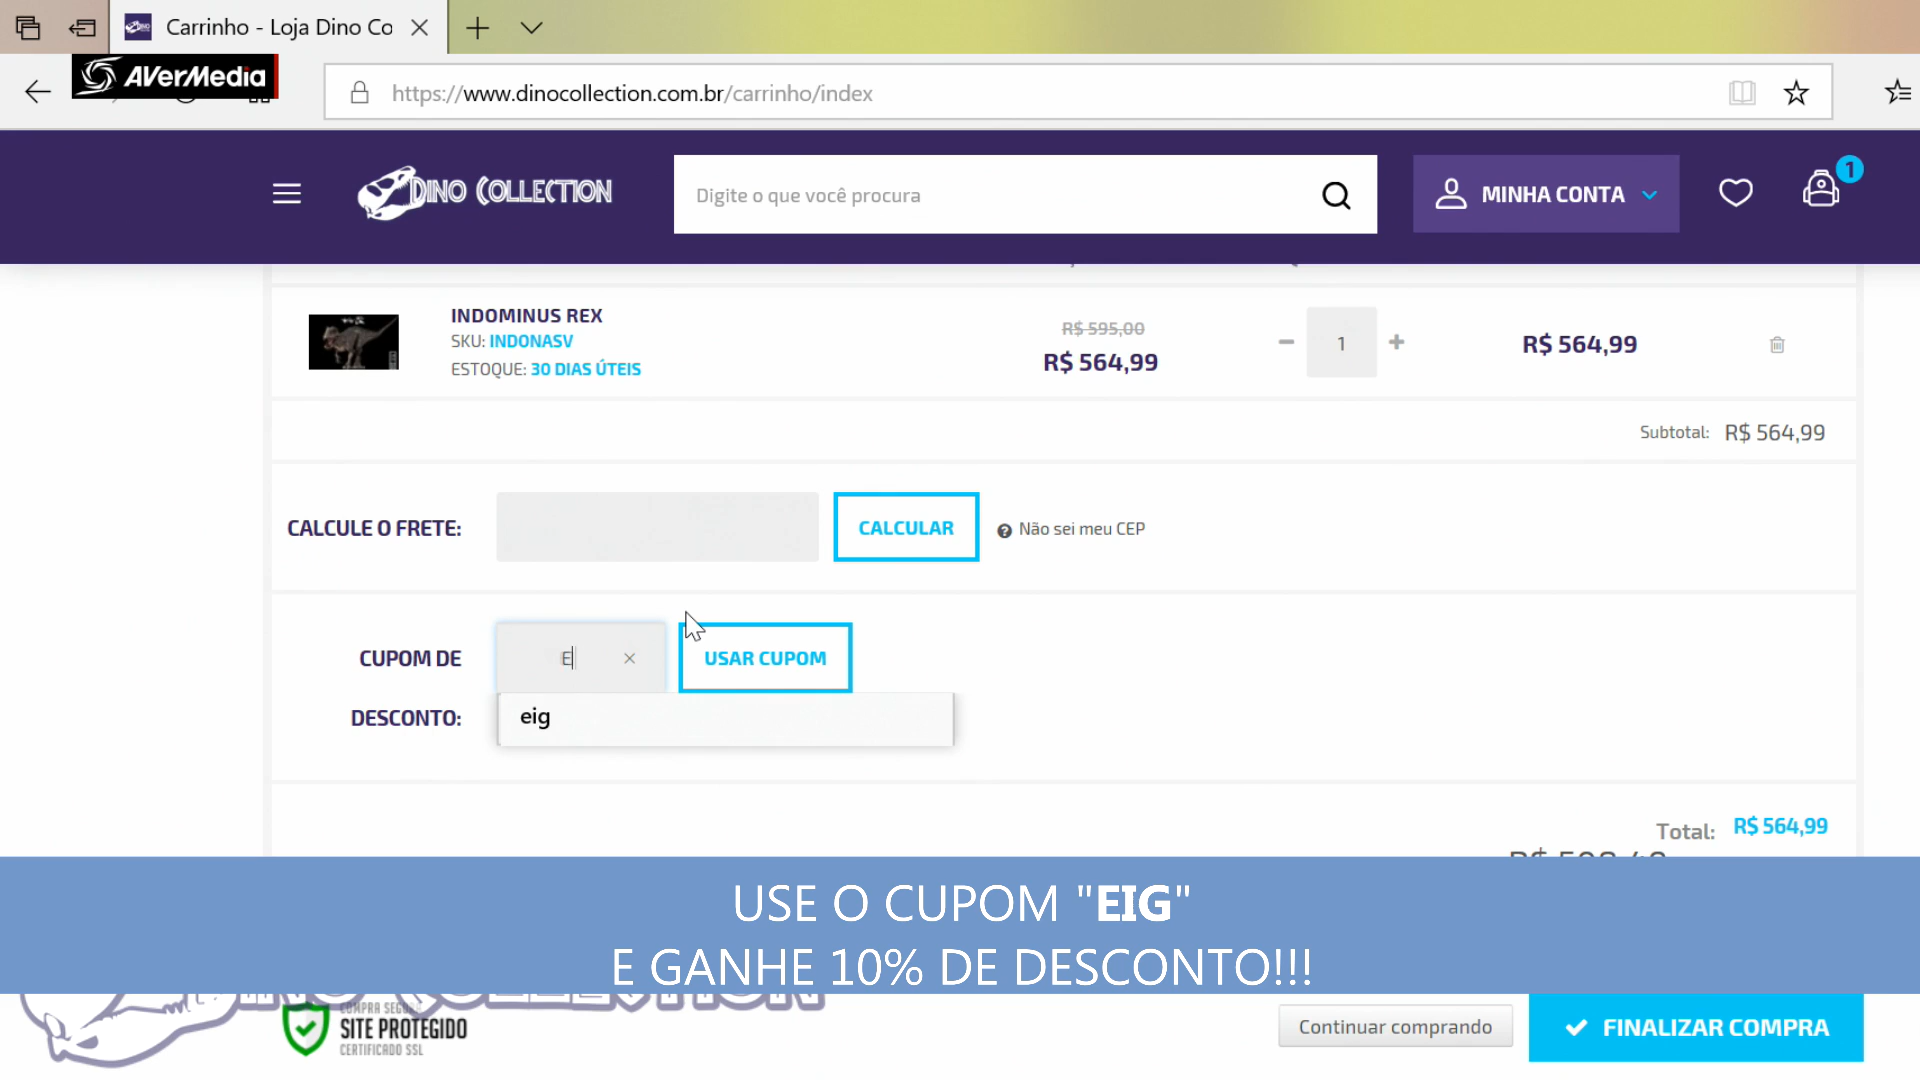 Carrinho - Loja Dino Co
AVerMedia
https://www.dinocollection.com.br/carrinho/index
DINO COLLECTION
Digite o que você procura
MINHA CONTA
1
INDOMINUS REX
SKU: INDONASV
ESTOQUE: 30 DIAS ÚTEIS
R$ 595,00
R$ 564,99
1
R$ 564,99
Subtotal: R$ 564,99
CALCULE O FRETE:
CALCULAR
Não sei meu CEP
CUPOM DE
DESCONTO:
E
USAR CUPOM
eig
Total: R$ 564,99
USE O CUPOM "EIG"
E GANHE 10% DE DESCONTO!!!
COMPRA SEGURA
SITE PROTEGIDO
CERTIFICADO SSL
Continuar comprando
FINALIZAR COMPRA